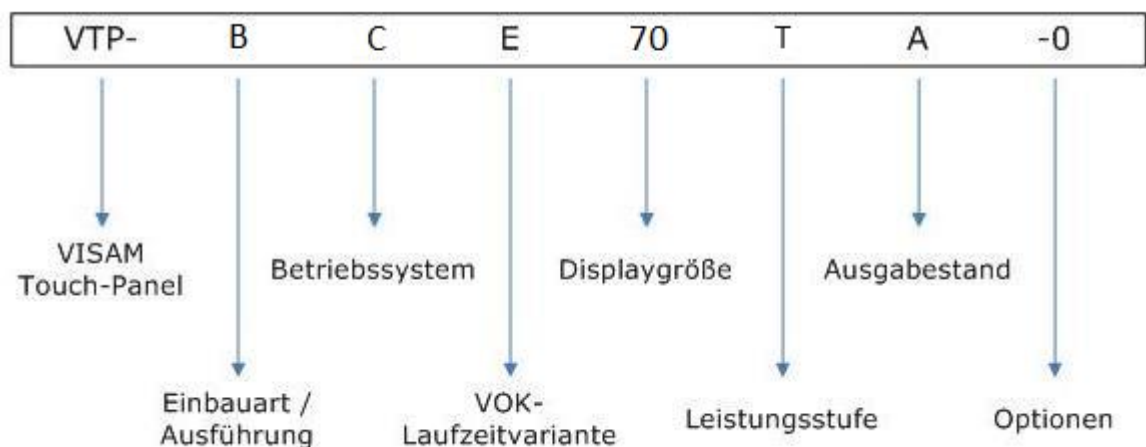 VTP- B C E 70 T A -0
VISAM
Touch-Panel
Betriebssystem
Displaygröße
Ausgabestand
Einbauart /
Ausführung
VOK-
Laufzeitvariante
Leistungsstufe
Optionen